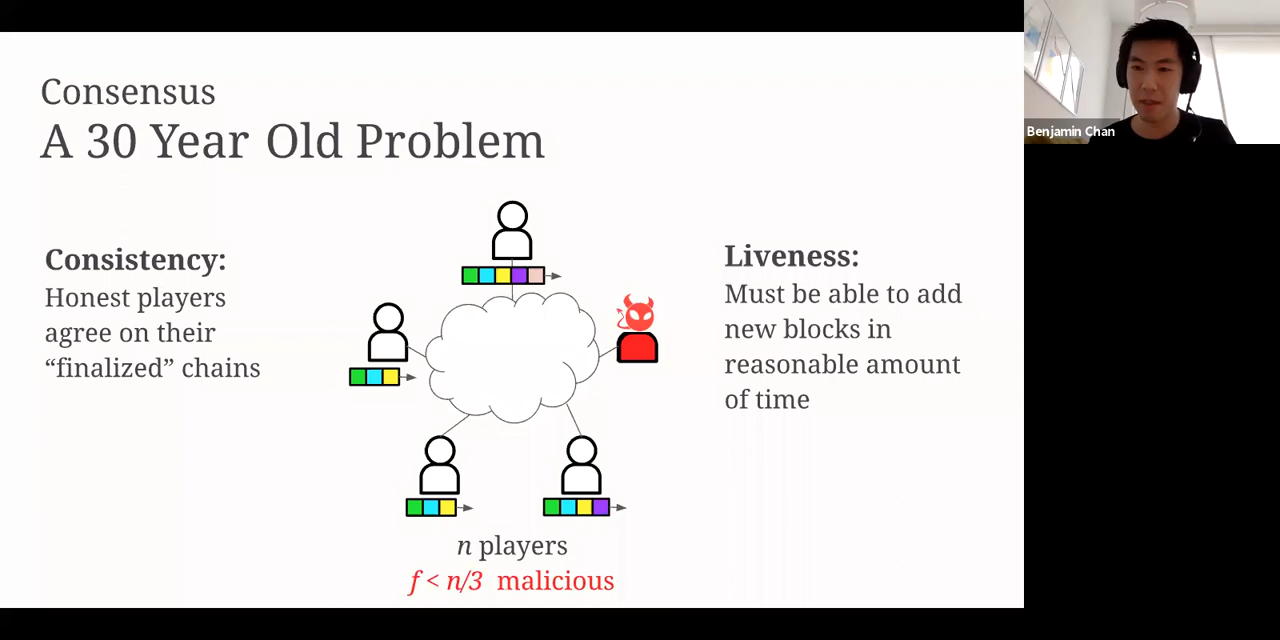 Consensus
A 30 Year Old Problem
Consistency:
Honest players
agree on their
“finalized” chains
Liveness:
Must be able to add
new blocks in
reasonable amount
of time
n players
f < n/3 malicious
Benjamin Chan